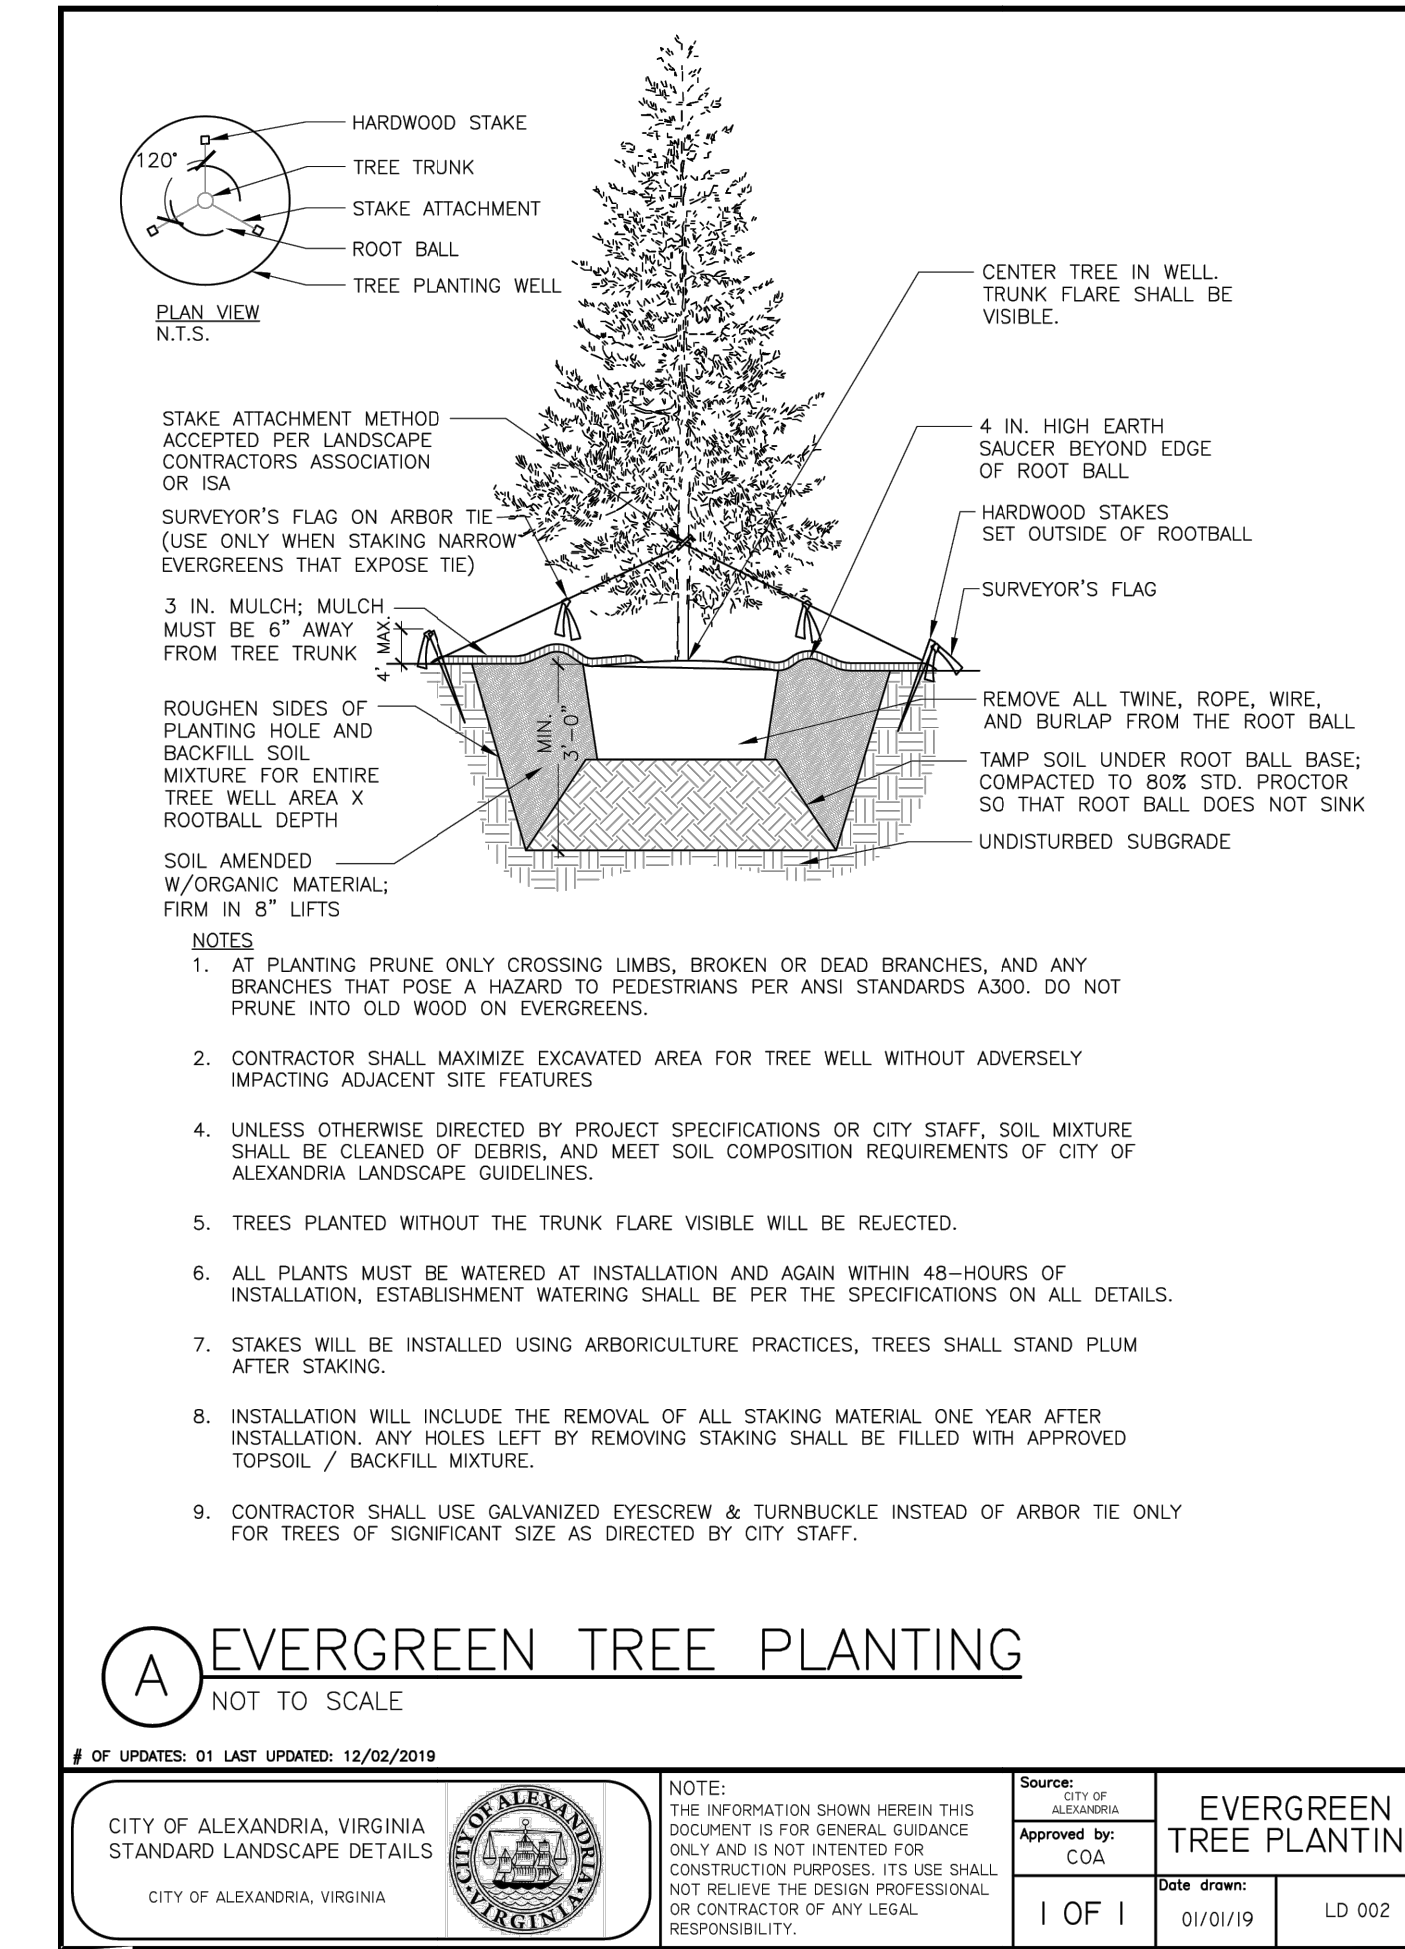 HARDWOOD STAKE
120°
TREE TRUNK
STAKE ATTACHMENT
ROOT BALL
TREE PLANTING WELL
PLAN VIEW
N.T.S.
CENTER TREE IN WELL.
TRUNK FLARE SHALL BE
VISIBLE.
STAKE ATTACHMENT METHOD
ACCEPTED PER LANDSCAPE
CONTRACTORS ASSOCIATION
OR ISA
4 IN. HIGH EARTH
SAUCER BEYOND EDGE
OF ROOT BALL
SURVEYOR'S FLAG ON ARBOR TIE
(USE ONLY WHEN STAKING NARROW
EVERGREENS THAT EXPOSE TIE)
HARDWOOD STAKES
SET OUTSIDE OF ROOTBALL
SURVEYOR'S FLAG
3 IN. MULCH; MULCH
MUST BE 6" AWAY
FROM TREE TRUNK
4' MAX.
ROUGHEN SIDES OF
PLANTING HOLE AND
BACKFILL SOIL
MIXTURE FOR ENTIRE
TREE WELL AREA X
ROOTBALL DEPTH
MIN.
3'-0"
REMOVE ALL TWINE, ROPE, WIRE,
AND BURLAP FROM THE ROOT BALL
TAMP SOIL UNDER ROOT BALL BASE;
COMPACTED TO 80% STD. PROCTOR
SO THAT ROOT BALL DOES NOT SINK
UNDISTURBED SUBGRADE
SOIL AMENDED
W/ORGANIC MATERIAL;
FIRM IN 8" LIFTS
NOTES
1. AT PLANTING PRUNE ONLY CROSSING LIMBS, BROKEN OR DEAD BRANCHES, AND ANY
BRANCHES THAT POSE A HAZARD TO PEDESTRIANS PER ANSI STANDARDS A300. DO NOT
PRUNE INTO OLD WOOD ON EVERGREENS.
2. CONTRACTOR SHALL MAXIMIZE EXCAVATED AREA FOR TREE WELL WITHOUT ADVERSELY
IMPACTING ADJACENT SITE FEATURES
4. UNLESS OTHERWISE DIRECTED BY PROJECT SPECIFICATIONS OR CITY STAFF, SOIL MIXTURE
SHALL BE CLEANED OF DEBRIS, AND MEET SOIL COMPOSITION REQUIREMENTS OF CITY OF
ALEXANDRIA LANDSCAPE GUIDELINES.
5. TREES PLANTED WITHOUT THE TRUNK FLARE VISIBLE WILL BE REJECTED.
6. ALL PLANTS MUST BE WATERED AT INSTALLATION AND AGAIN WITHIN 48-HOURS OF
INSTALLATION, ESTABLISHMENT WATERING SHALL BE PER THE SPECIFICATIONS ON ALL DETAILS.
7. STAKES WILL BE INSTALLED USING ARBORICULTURE PRACTICES, TREES SHALL STAND PLUM
AFTER STAKING.
8. INSTALLATION WILL INCLUDE THE REMOVAL OF ALL STAKING MATERIAL ONE YEAR AFTER
INSTALLATION. ANY HOLES LEFT BY REMOVING STAKING SHALL BE FILLED WITH APPROVED
TOPSOIL / BACKFILL MIXTURE.
9. CONTRACTOR SHALL USE GALVANIZED EYESCREW & TURNBUCKLE INSTEAD OF ARBOR TIE ONLY
FOR TREES OF SIGNIFICANT SIZE AS DIRECTED BY CITY STAFF.
A
EVERGREEN TREE PLANTING
NOT TO SCALE
# OF UPDATES: 01 LAST UPDATED: 12/02/2019
CITY OF ALEXANDRIA, VIRGINIA
STANDARD LANDSCAPE DETAILS
CITY OF ALEXANDRIA, VIRGINIA
CITY OF ALEXANDRIA
VIRGINIA
NOTE:
THE INFORMATION SHOWN HEREIN THIS
DOCUMENT IS FOR GENERAL GUIDANCE
ONLY AND IS NOT INTENTED FOR
CONSTRUCTION PURPOSES. ITS USE SHALL
NOT RELIEVE THE DESIGN PROFESSIONAL
OR CONTRACTOR OF ANY LEGAL
RESPONSIBILITY.
Source:
CITY OF
ALEXANDRIA
Approved by:
COA
1 OF 1
EVERGREEN
TREE PLANTIN
Date drawn:
01/01/19
LD 002